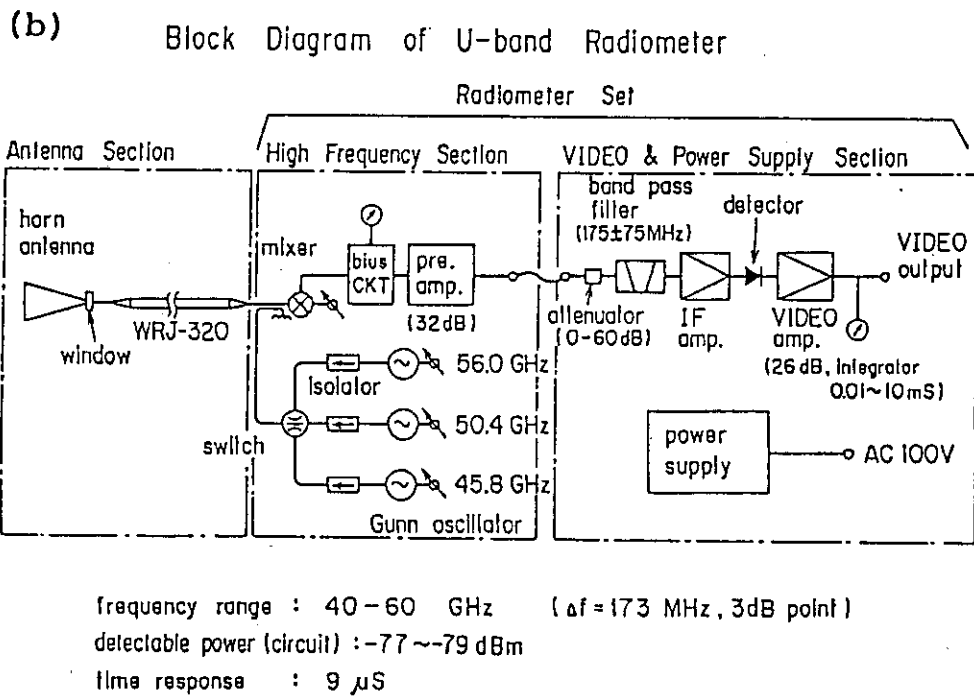 (b)
Block Diagram of U-band Radiometer
Radiometer Set
Antenna Section
High Frequency Section
VIDEO & Power Supply Section
horn
antenna
window
WRJ-320
mixer
bius
CKT
pre.
amp.
(32dB)
isolator
switch
56.0 GHz
50.4 GHz
45.8 GHz
Gunn oscillator
band pass
filler
(175±75MHz)
detector
attenuator
(0-60dB)
IF
amp.
VIDEO
amp.
(26dB, Integrator
0.01~10mS)
VIDEO
output
power
supply
AC 100V
frequency range : 40-60 GHz (Δf=173 MHz, 3dB point)
detectable power (circuit) : -77~-79 dBm
time response : 9 μS